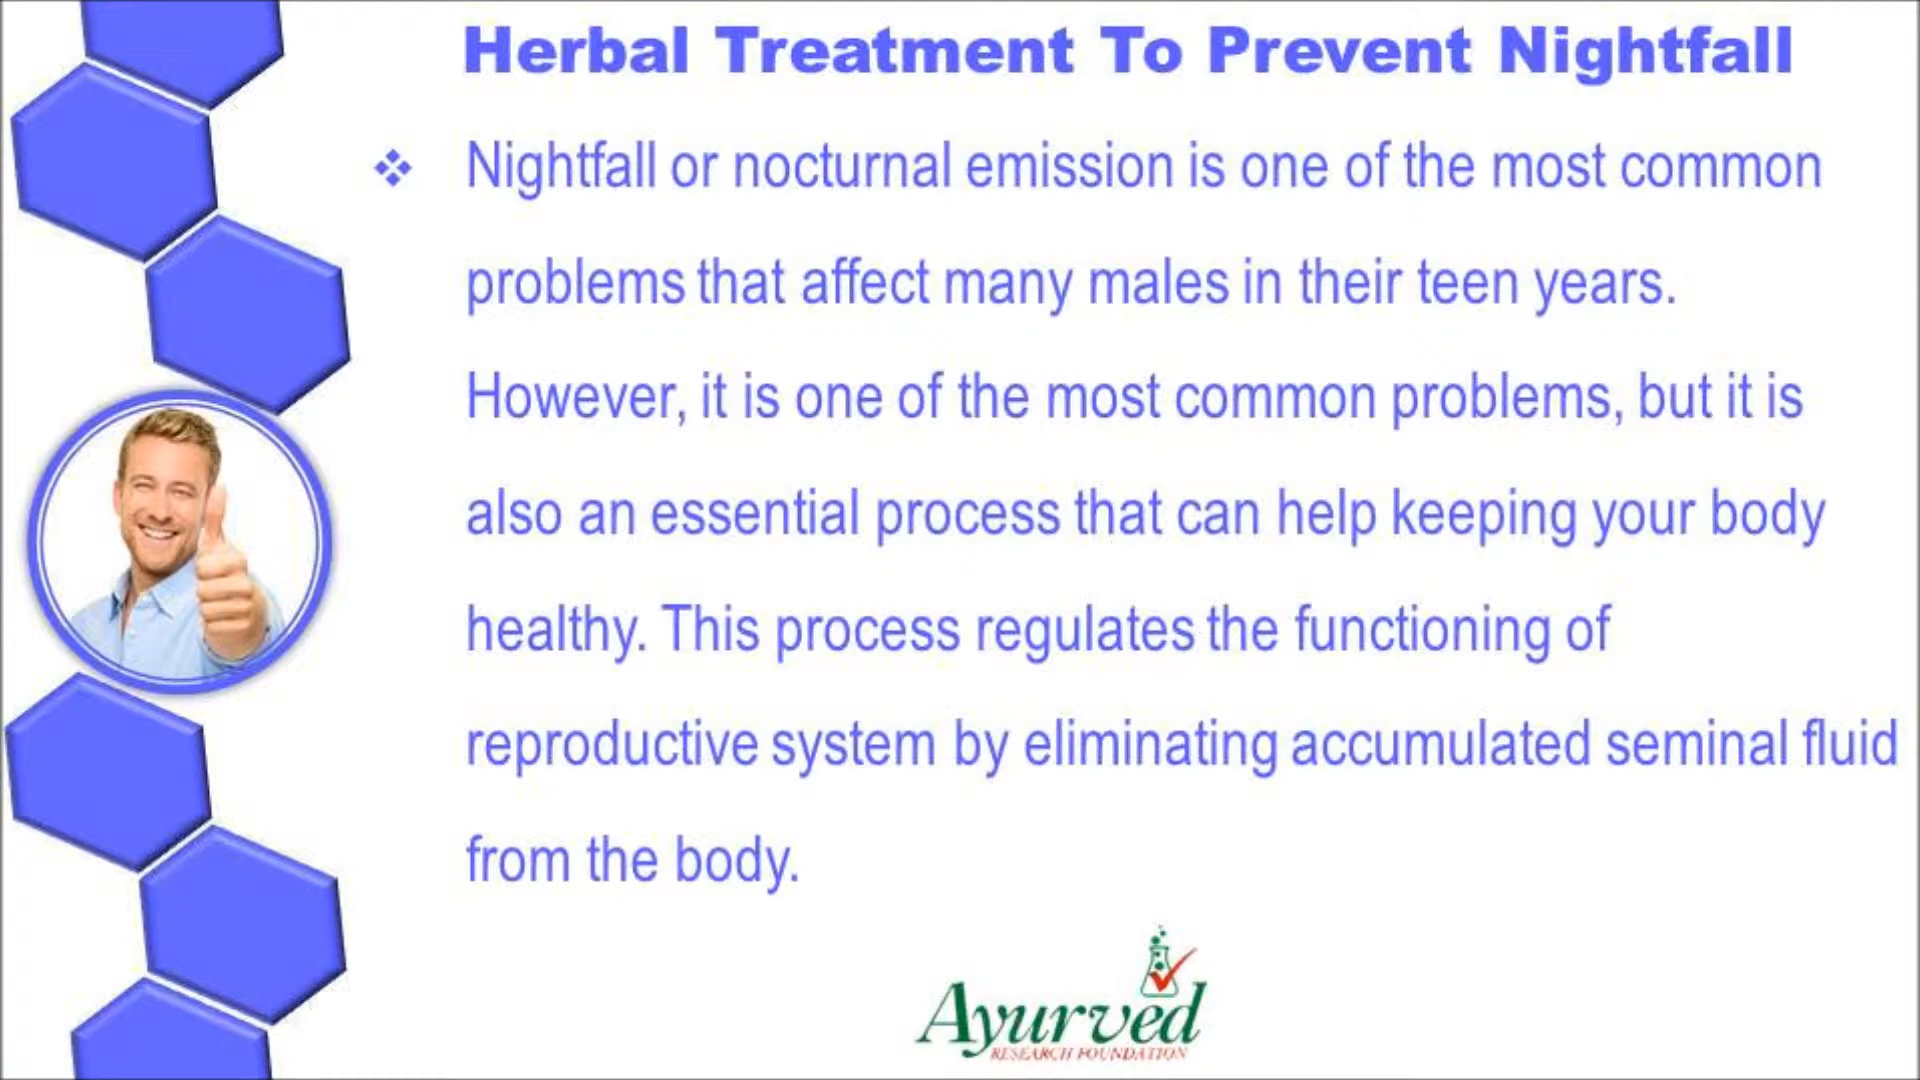 Herbal Treatment To Prevent Nightfall
❖ Nightfall or nocturnal emission is one of the most common
problems that affect many males in their teen years.
However, it is one of the most common problems, but it is
also an essential process that can help keeping your body
healthy. This process regulates the functioning of
reproductive system by eliminating accumulated seminal fluid
from the body.
Ayurved
RESEARCH FOUNDATION